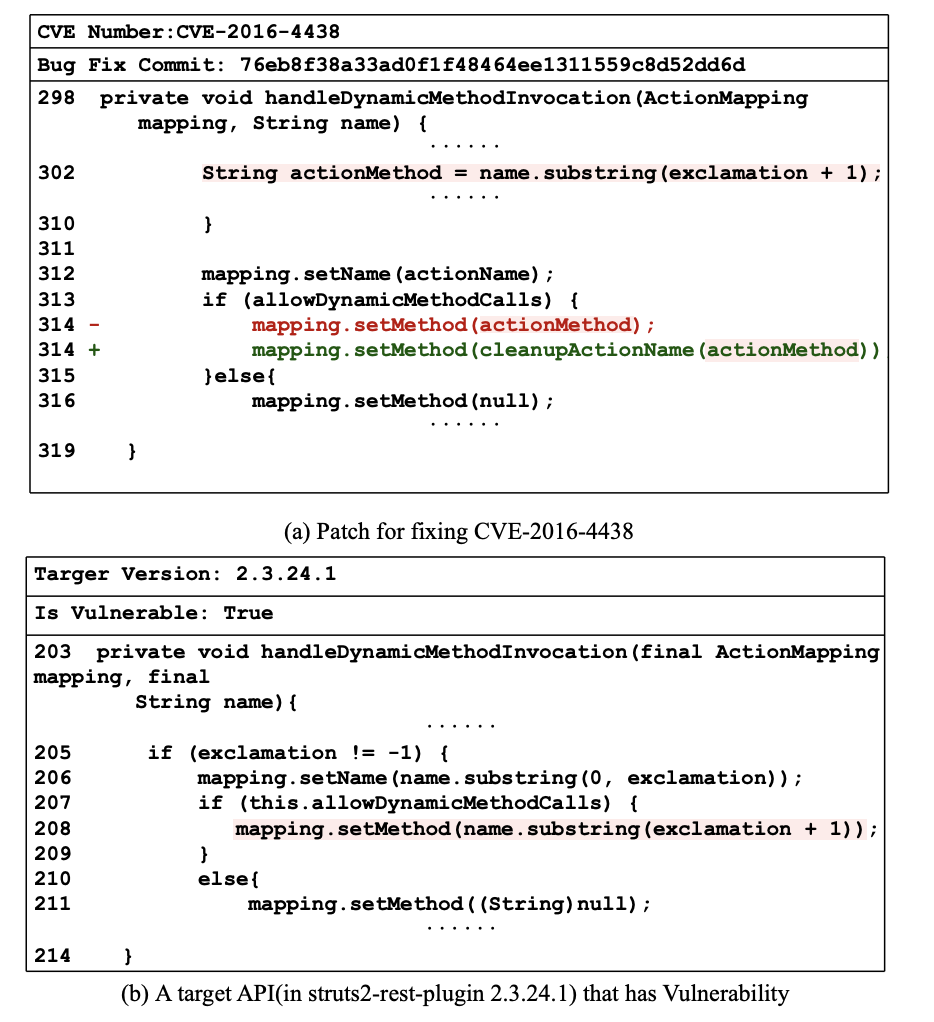 CVE Number:CVE-2016-4438
Bug Fix Commit: 76eb8f38a33ad0f1f48464ee1311559c8d52dd6d
298 private void handleDynamicMethodInvocation(ActionMapping
mapping, String name) {
......
302 String actionMethod = name.substring(exclamation + 1);
......
310 }
311
312 mapping.setName(actionName);
313 if (allowDynamicMethodCalls) {
314 - mapping.setMethod(actionMethod);
314 + mapping.setMethod(cleanupActionName(actionMethod))
315 }else{
316 mapping.setMethod(null);
......
319 }
(a) Patch for fixing CVE-2016-4438
Targer Version: 2.3.24.1
Is Vulnerable: True
203 private void handleDynamicMethodInvocation(final ActionMapping
mapping, final
String name){
......
205 if (exclamation != -1) {
206 mapping.setName(name.substring(0, exclamation));
207 if (this.allowDynamicMethodCalls) {
208 mapping.setMethod(name.substring(exclamation + 1));
209 }
210 else{
211 mapping.setMethod((String)null);
......
214 }
(b) A target API(in struts2-rest-plugin 2.3.24.1) that has Vulnerability